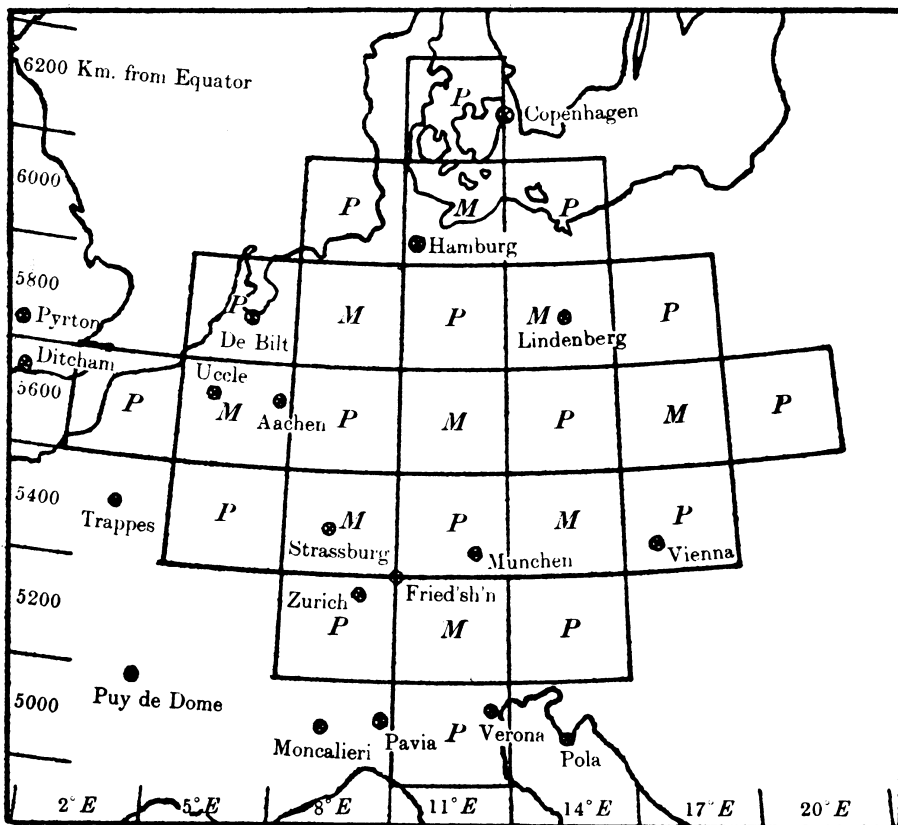 6200 Km. from Equator
P
Copenhagen
6000
P
M
P
Hamburg
5800
Pyrton
P
De Bilt
M
P
M
Lindenberg
P
Ditcham
5600
P
Uccle
M
Aachen
P
M
P
M
P
5400
Trappes
P
M
Strassburg
P
Munchen
M
P
Vienna
5200
Zurich
P
Fried'sh'n
M
P
Puy de Dome
5000
Moncalieri
Pavia
P
Verona
Pola
2° E
5° E
8° E
11° E
14° E
17° E
20° E